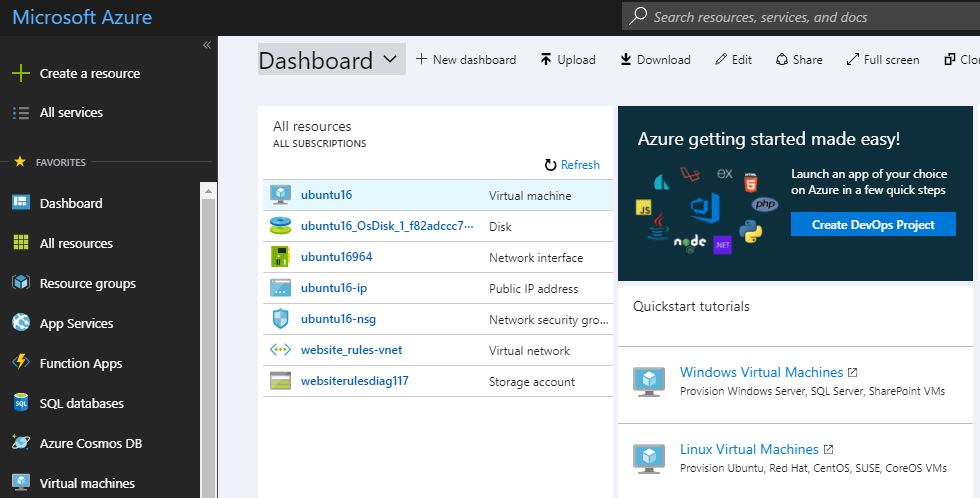 Microsoft Azure
Search resources, services, and docs
«
Create a resource
All services
FAVORITES
Dashboard
All resources
Resource groups
App Services
Function Apps
SQL databases
Azure Cosmos DB
Virtual machines
Dashboard
New dashboard Upload Download Edit Share Full screen Clon
All resources
ALL SUBSCRIPTIONS
Refresh
ubuntu16 Virtual machine
ubuntu16_OsDisk_1_f82adccc7··· Disk
ubuntu16964 Network interface
ubuntu16-ip Public IP address
ubuntu16-nsg Network security gro...
website_rules-vnet Virtual network
websiterulesdiag117 Storage account
Azure getting started made easy!
Launch an app of your choice
on Azure in a few quick steps
Create DevOps Project
ex
HTML
5
JS
php
node
.NET
Quickstart tutorials
Windows Virtual Machines
Provision Windows Server, SQL Server, SharePoint VMs
Linux Virtual Machines
Provision Ubuntu, Red Hat, CentOS, SUSE, CoreOS VMs
SQL